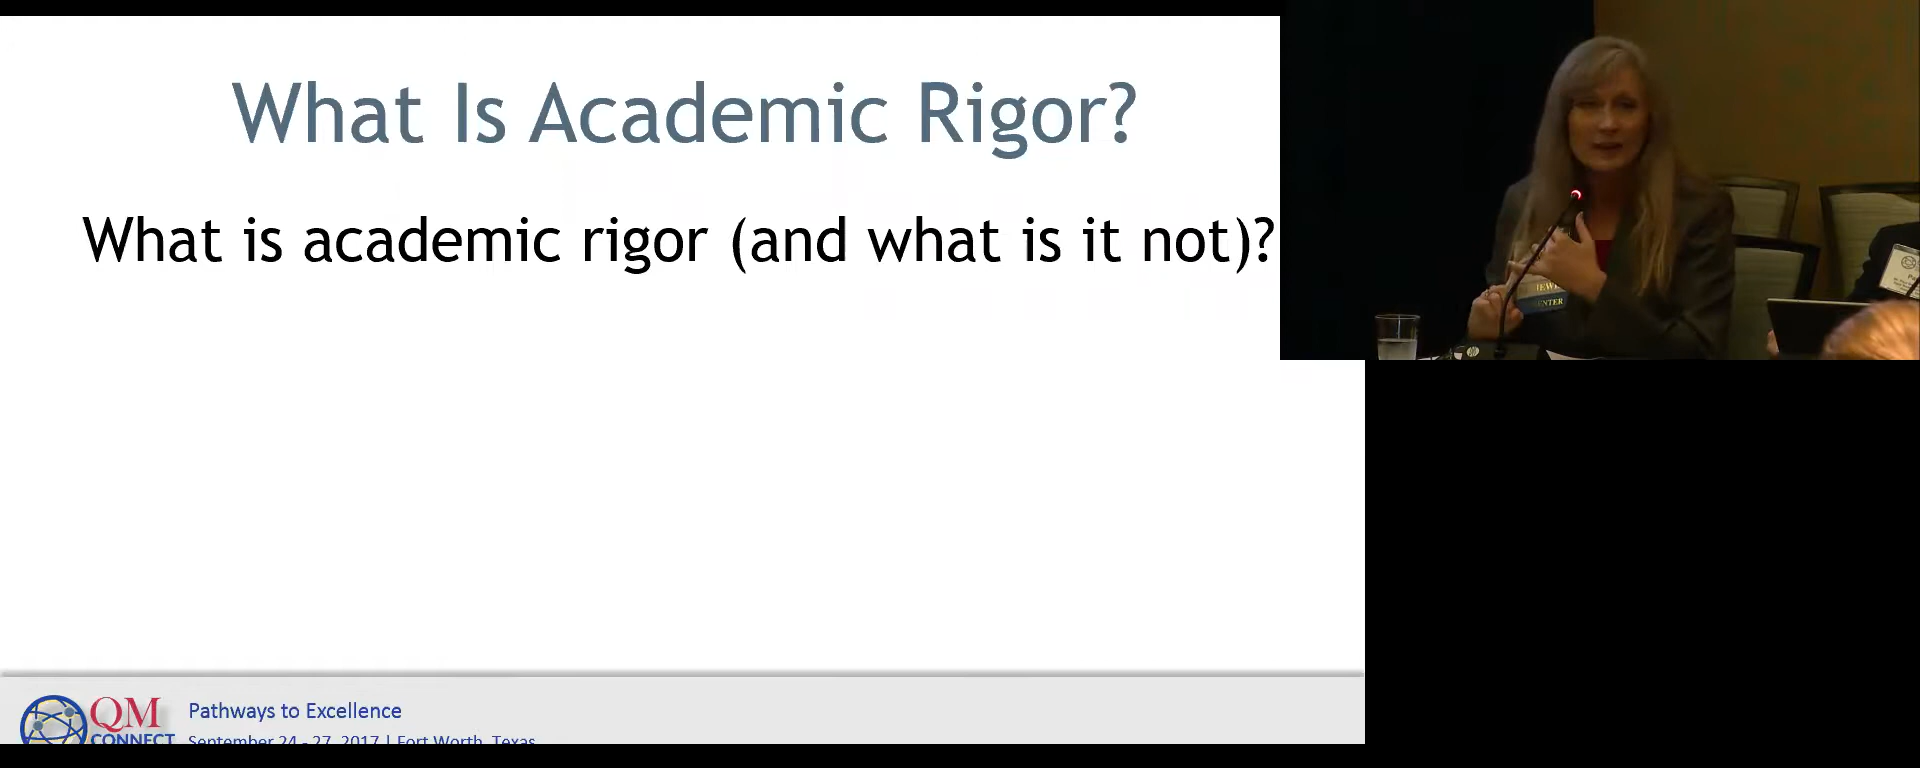 What Is Academic Rigor?
What is academic rigor (and what is it not)?
QM
CONNECT
Pathways to Excellence
September 24 - 27, 2017 | Fort Worth, Texas
ENTER